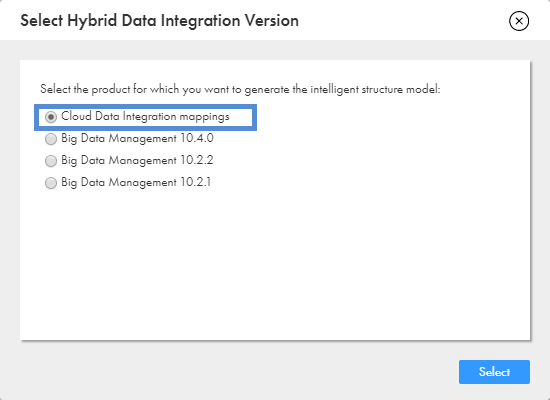 Select Hybrid Data Integration Version
Select the product for which you want to generate the intelligent structure model:
Cloud Data Integration mappings
Big Data Management 10.4.0
Big Data Management 10.2.2
Big Data Management 10.2.1
Select